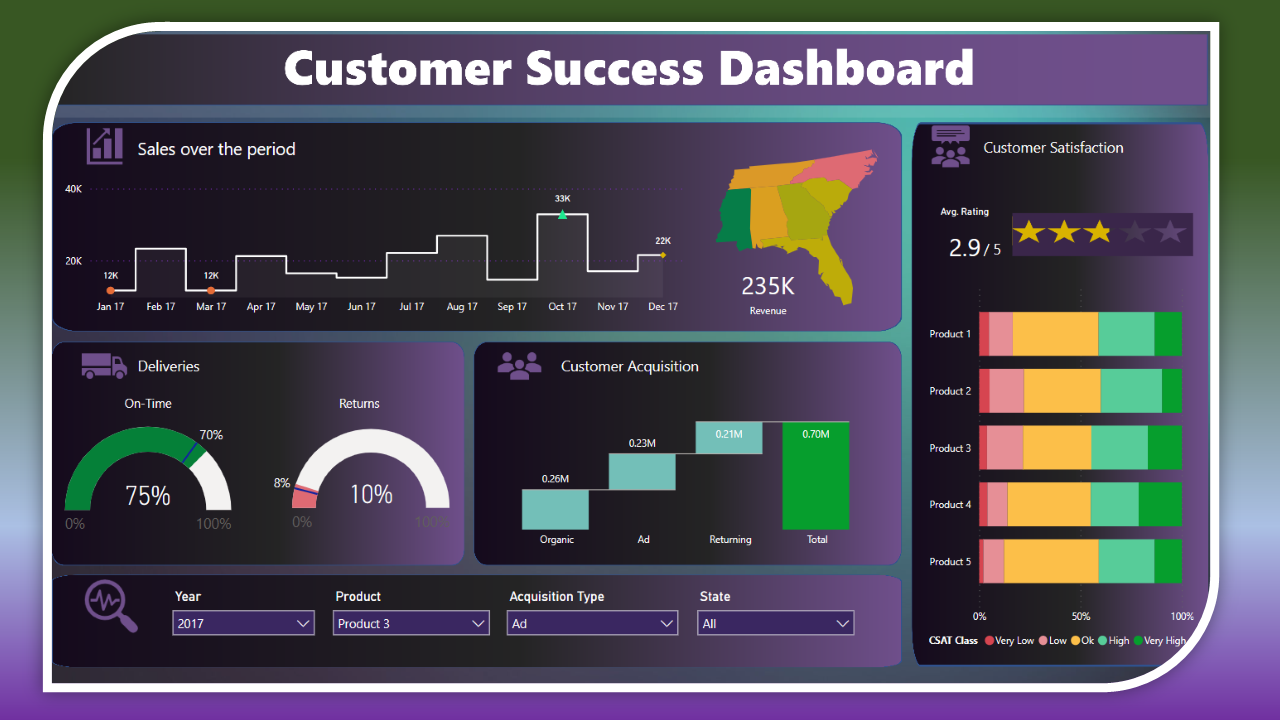 Customer Success Dashboard
Sales over the period
40K
20K
12K
12K
33K
22K
Jan 17 Feb 17 Mar 17 Apr 17 May 17 Jun 17 Jul 17 Aug 17 Sep 17 Oct 17 Nov 17 Dec 17
235K
Revenue
Customer Satisfaction
Avg. Rating
2.9 / 5
Product 1
Product 2
Product 3
Product 4
Product 5
0% 50% 100%
CSAT Class Very Low Low Ok High Very High
Deliveries
On-Time
70%
75%
0% 100%
Returns
8%
10%
0% 100%
Customer Acquisition
0.26M
0.23M
0.21M
0.70M
Organic Ad Returning Total
Year Product Acquisition Type State
2017 Product 3 Ad All